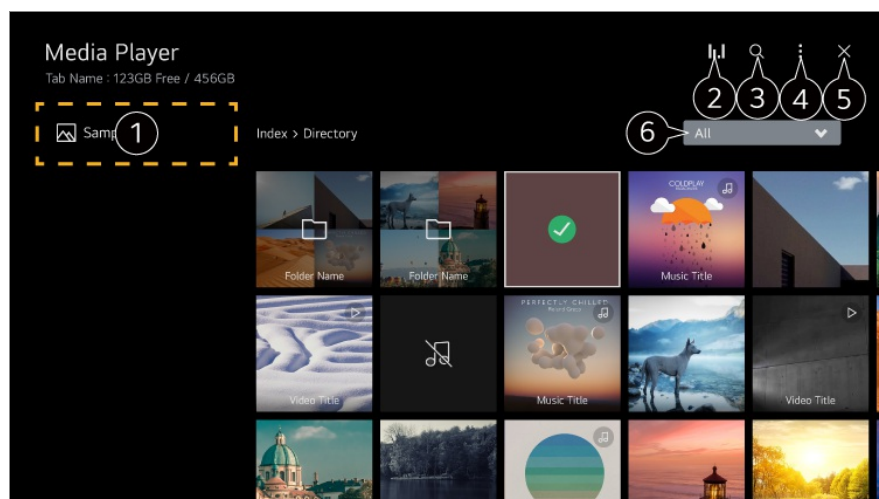 Media Player
Tab Name : 123GB Free / 456GB
2 3 4 5
1
Index > Directory
6
All
Folder Name
Folder Name
COLDPLAY
Music Title
Video Title
PERFECTLY CHILLED
Music Title
Video Title